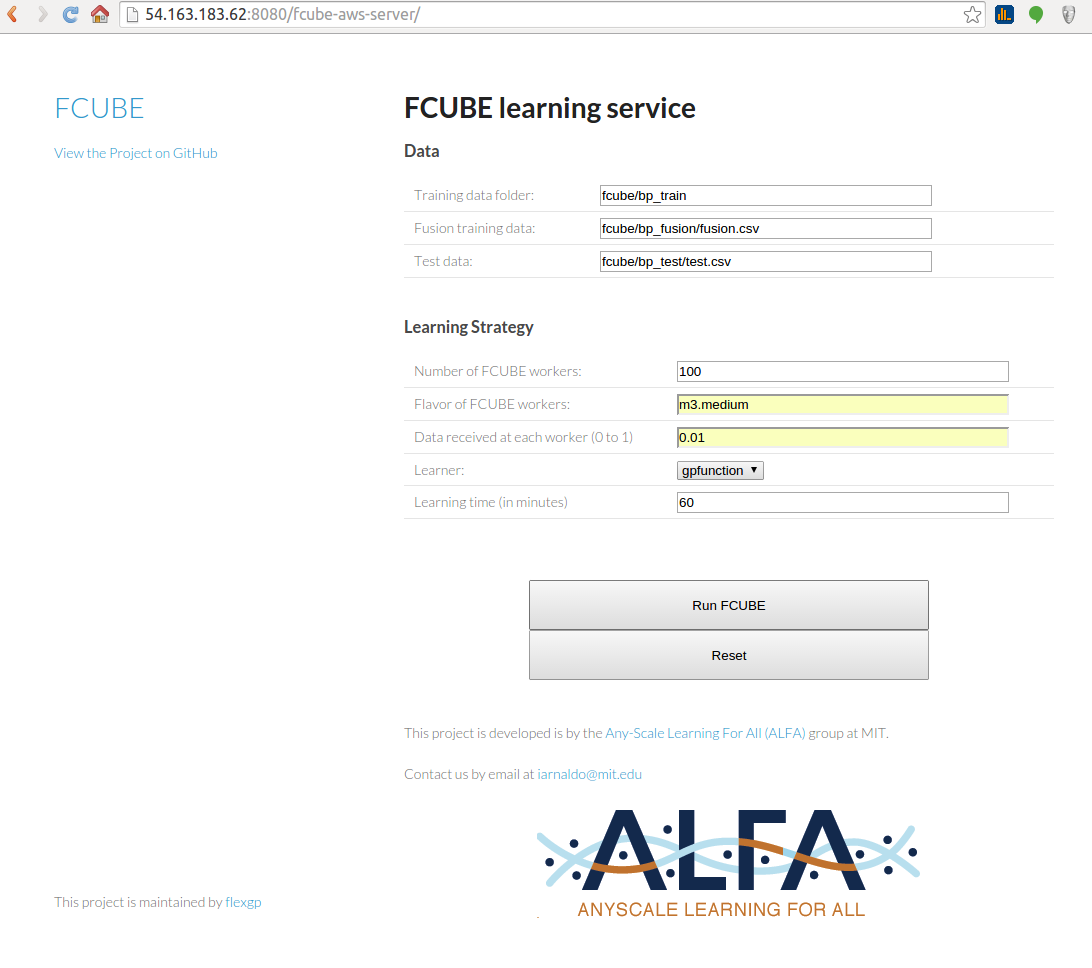 54.163.183.62:8080/fcube-aws-server/
FCUBE
View the Project on GitHub
FCUBE learning service
Data
Training data folder: fcube/bp_train
Fusion training data: fcube/bp_fusion/fusion.csv
Test data: fcube/bp_test/test.csv
Learning Strategy
Number of FCUBE workers: 100
Flavor of FCUBE workers: m3.medium
Data received at each worker (0 to 1) 0.01
Learner: gpfunction
Learning time (in minutes) 60
Run FCUBE
Reset
This project is developed is by the Any-Scale Learning For All (ALFA) group at MIT.
Contact us by email at iarnaldo@mit.edu
ALFA
ANYSCALE LEARNING FOR ALL
This project is maintained by flexgp